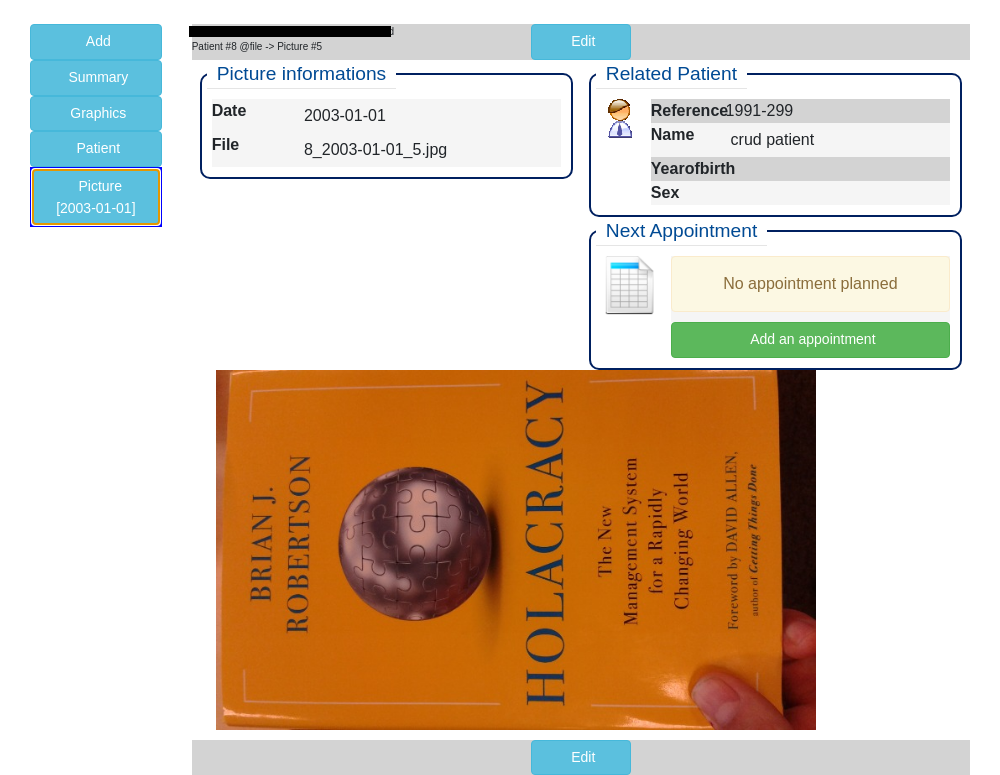 Add
Summary
Graphics
Patient
Picture
[2003-01-01]
Patient #8 @file -> Picture #5
Edit
Picture informations
Date 2003-01-01
File 8_2003-01-01_5.jpg
Related Patient
Reference 1991-299
Name crud patient
Yearofbirth
Sex
Next Appointment
No appointment planned
Add an appointment
BRIAN J.
ROBERTSON
HOLACRACY
The New
Management System
for a Rapidly
Changing World
Foreword by DAVID ALLEN,
author of Getting Things Done
Edit